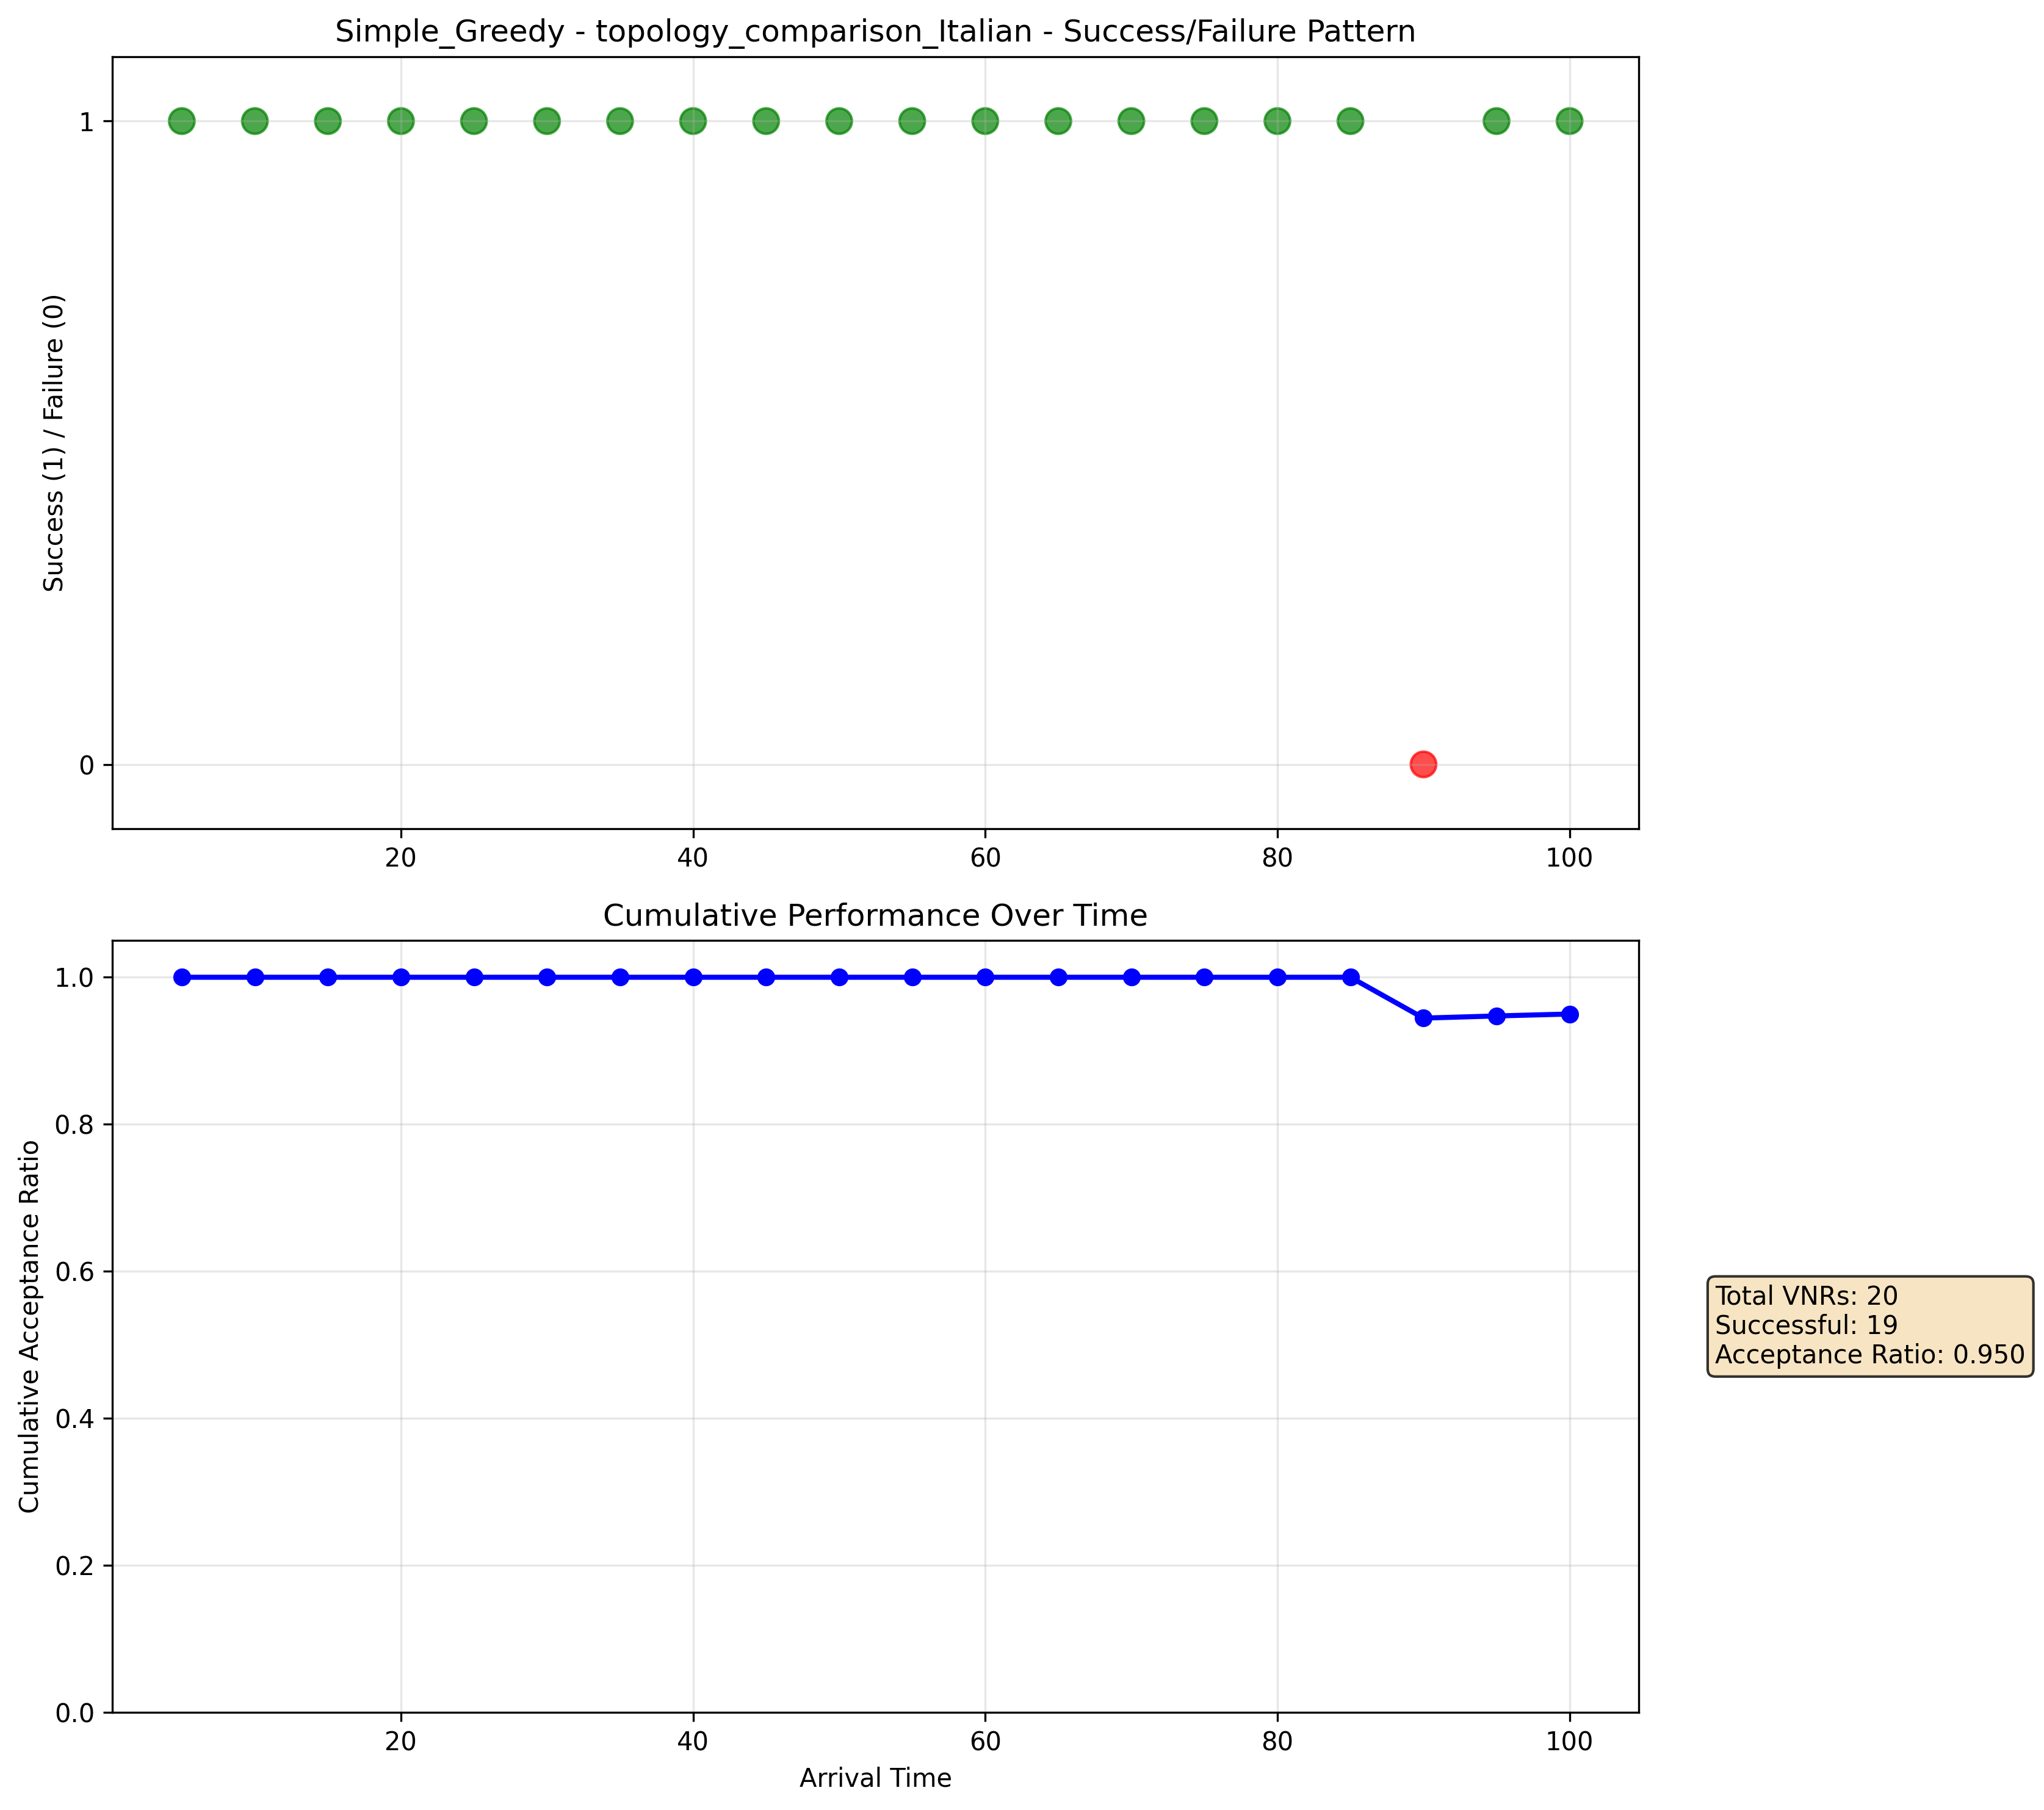 Simple_Greedy - topology_comparison_Italian - Success/Failure Pattern
Success (1) / Failure (0)
1
0
20 40 60 80 100
Cumulative Performance Over Time
Cumulative Acceptance Ratio
1.0
0.8
0.6
0.4
0.2
0.0
20 40 60 80 100
Arrival Time
Total VNRs: 20
Successful: 19
Acceptance Ratio: 0.950